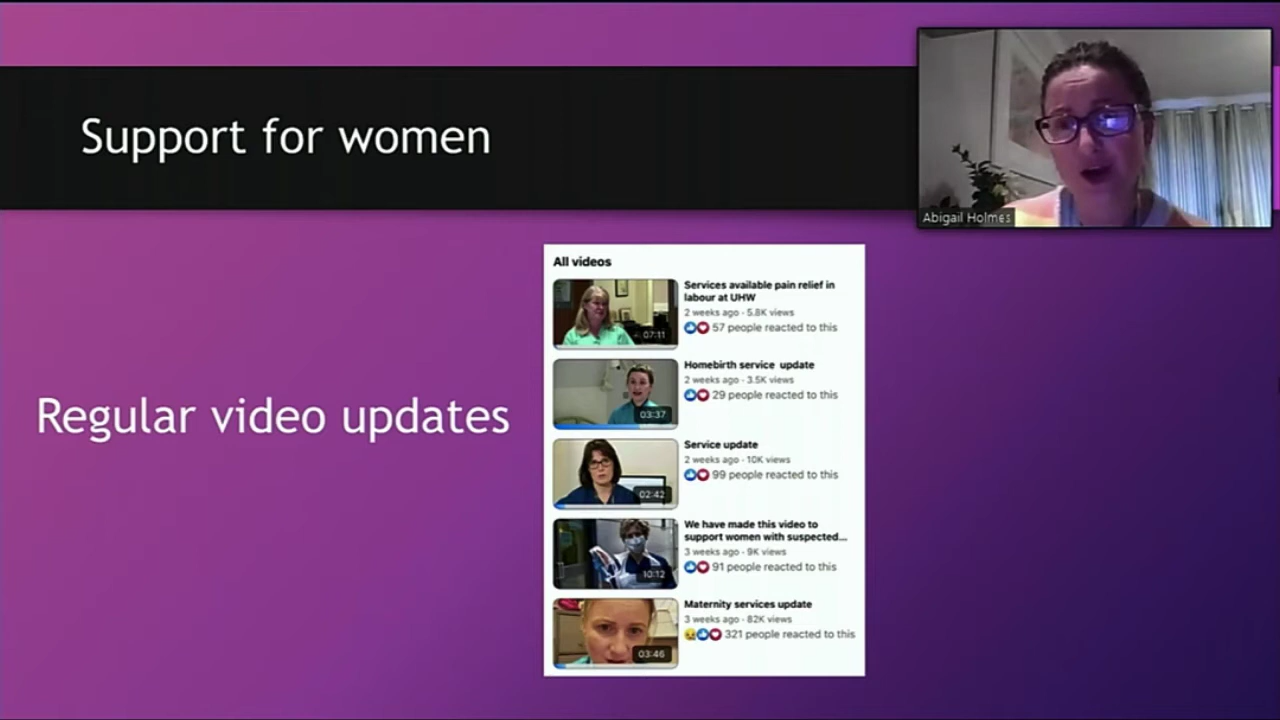 Support for women
Abigail Holmes
Regular video updates
All videos
Services available pain relief in
labour at UHW
2 weeks ago · 5.8K views
57 people reacted to this
07:11
Homebirth service update
2 weeks ago · 3.5K views
29 people reacted to this
03:37
Service update
2 weeks ago · 10K views
99 people reacted to this
02:42
We have made this video to
support women with suspected...
3 weeks ago · 9K views
91 people reacted to this
10:12
Maternity services update
3 weeks ago · 82K views
321 people reacted to this
03:46